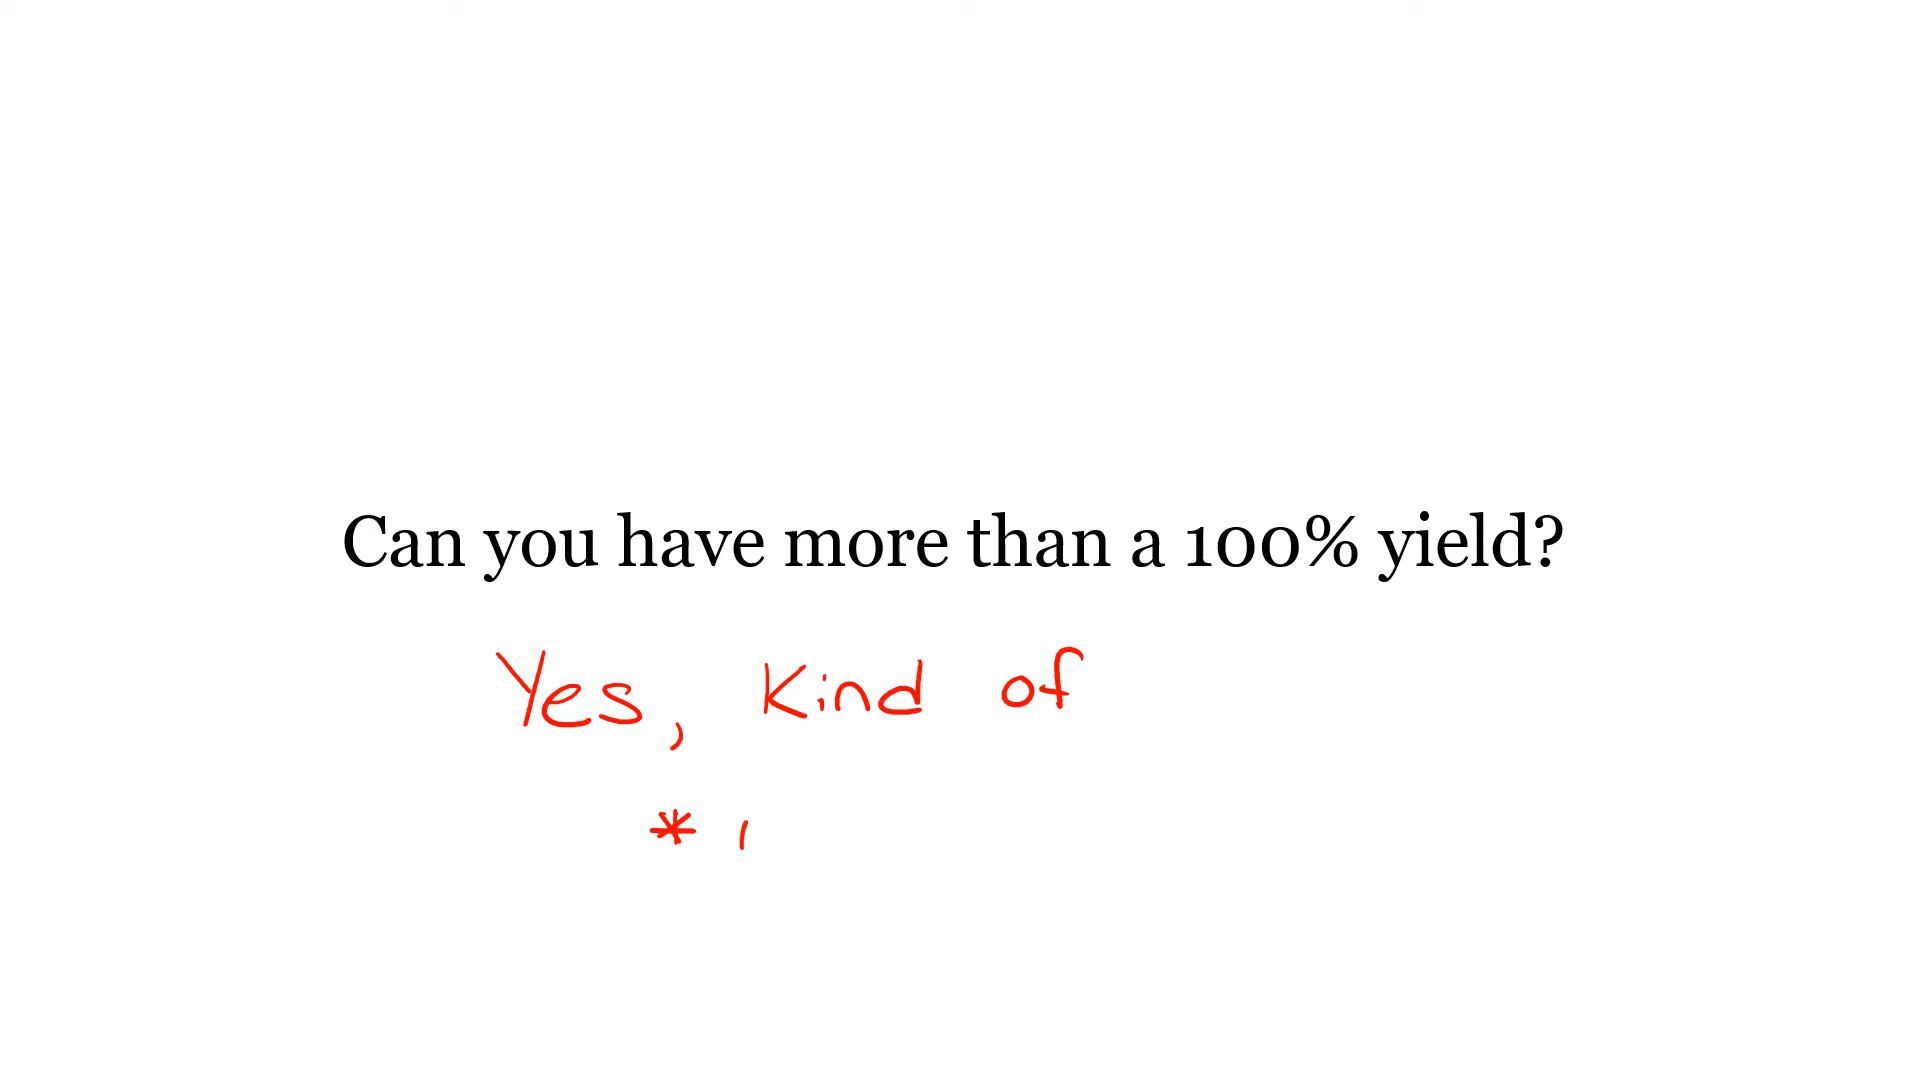 Can you have more than a 100% yield?
Yes, kind of
*